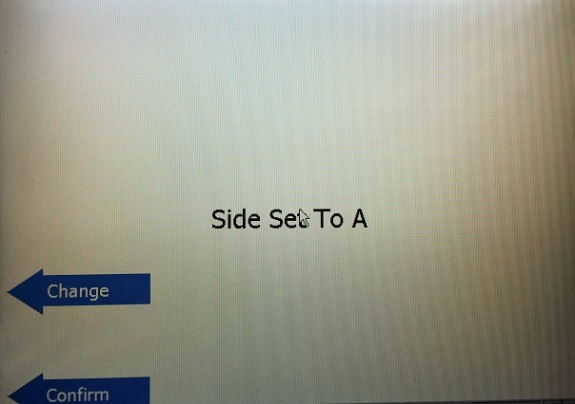 Side Set To A
Change
Confirm